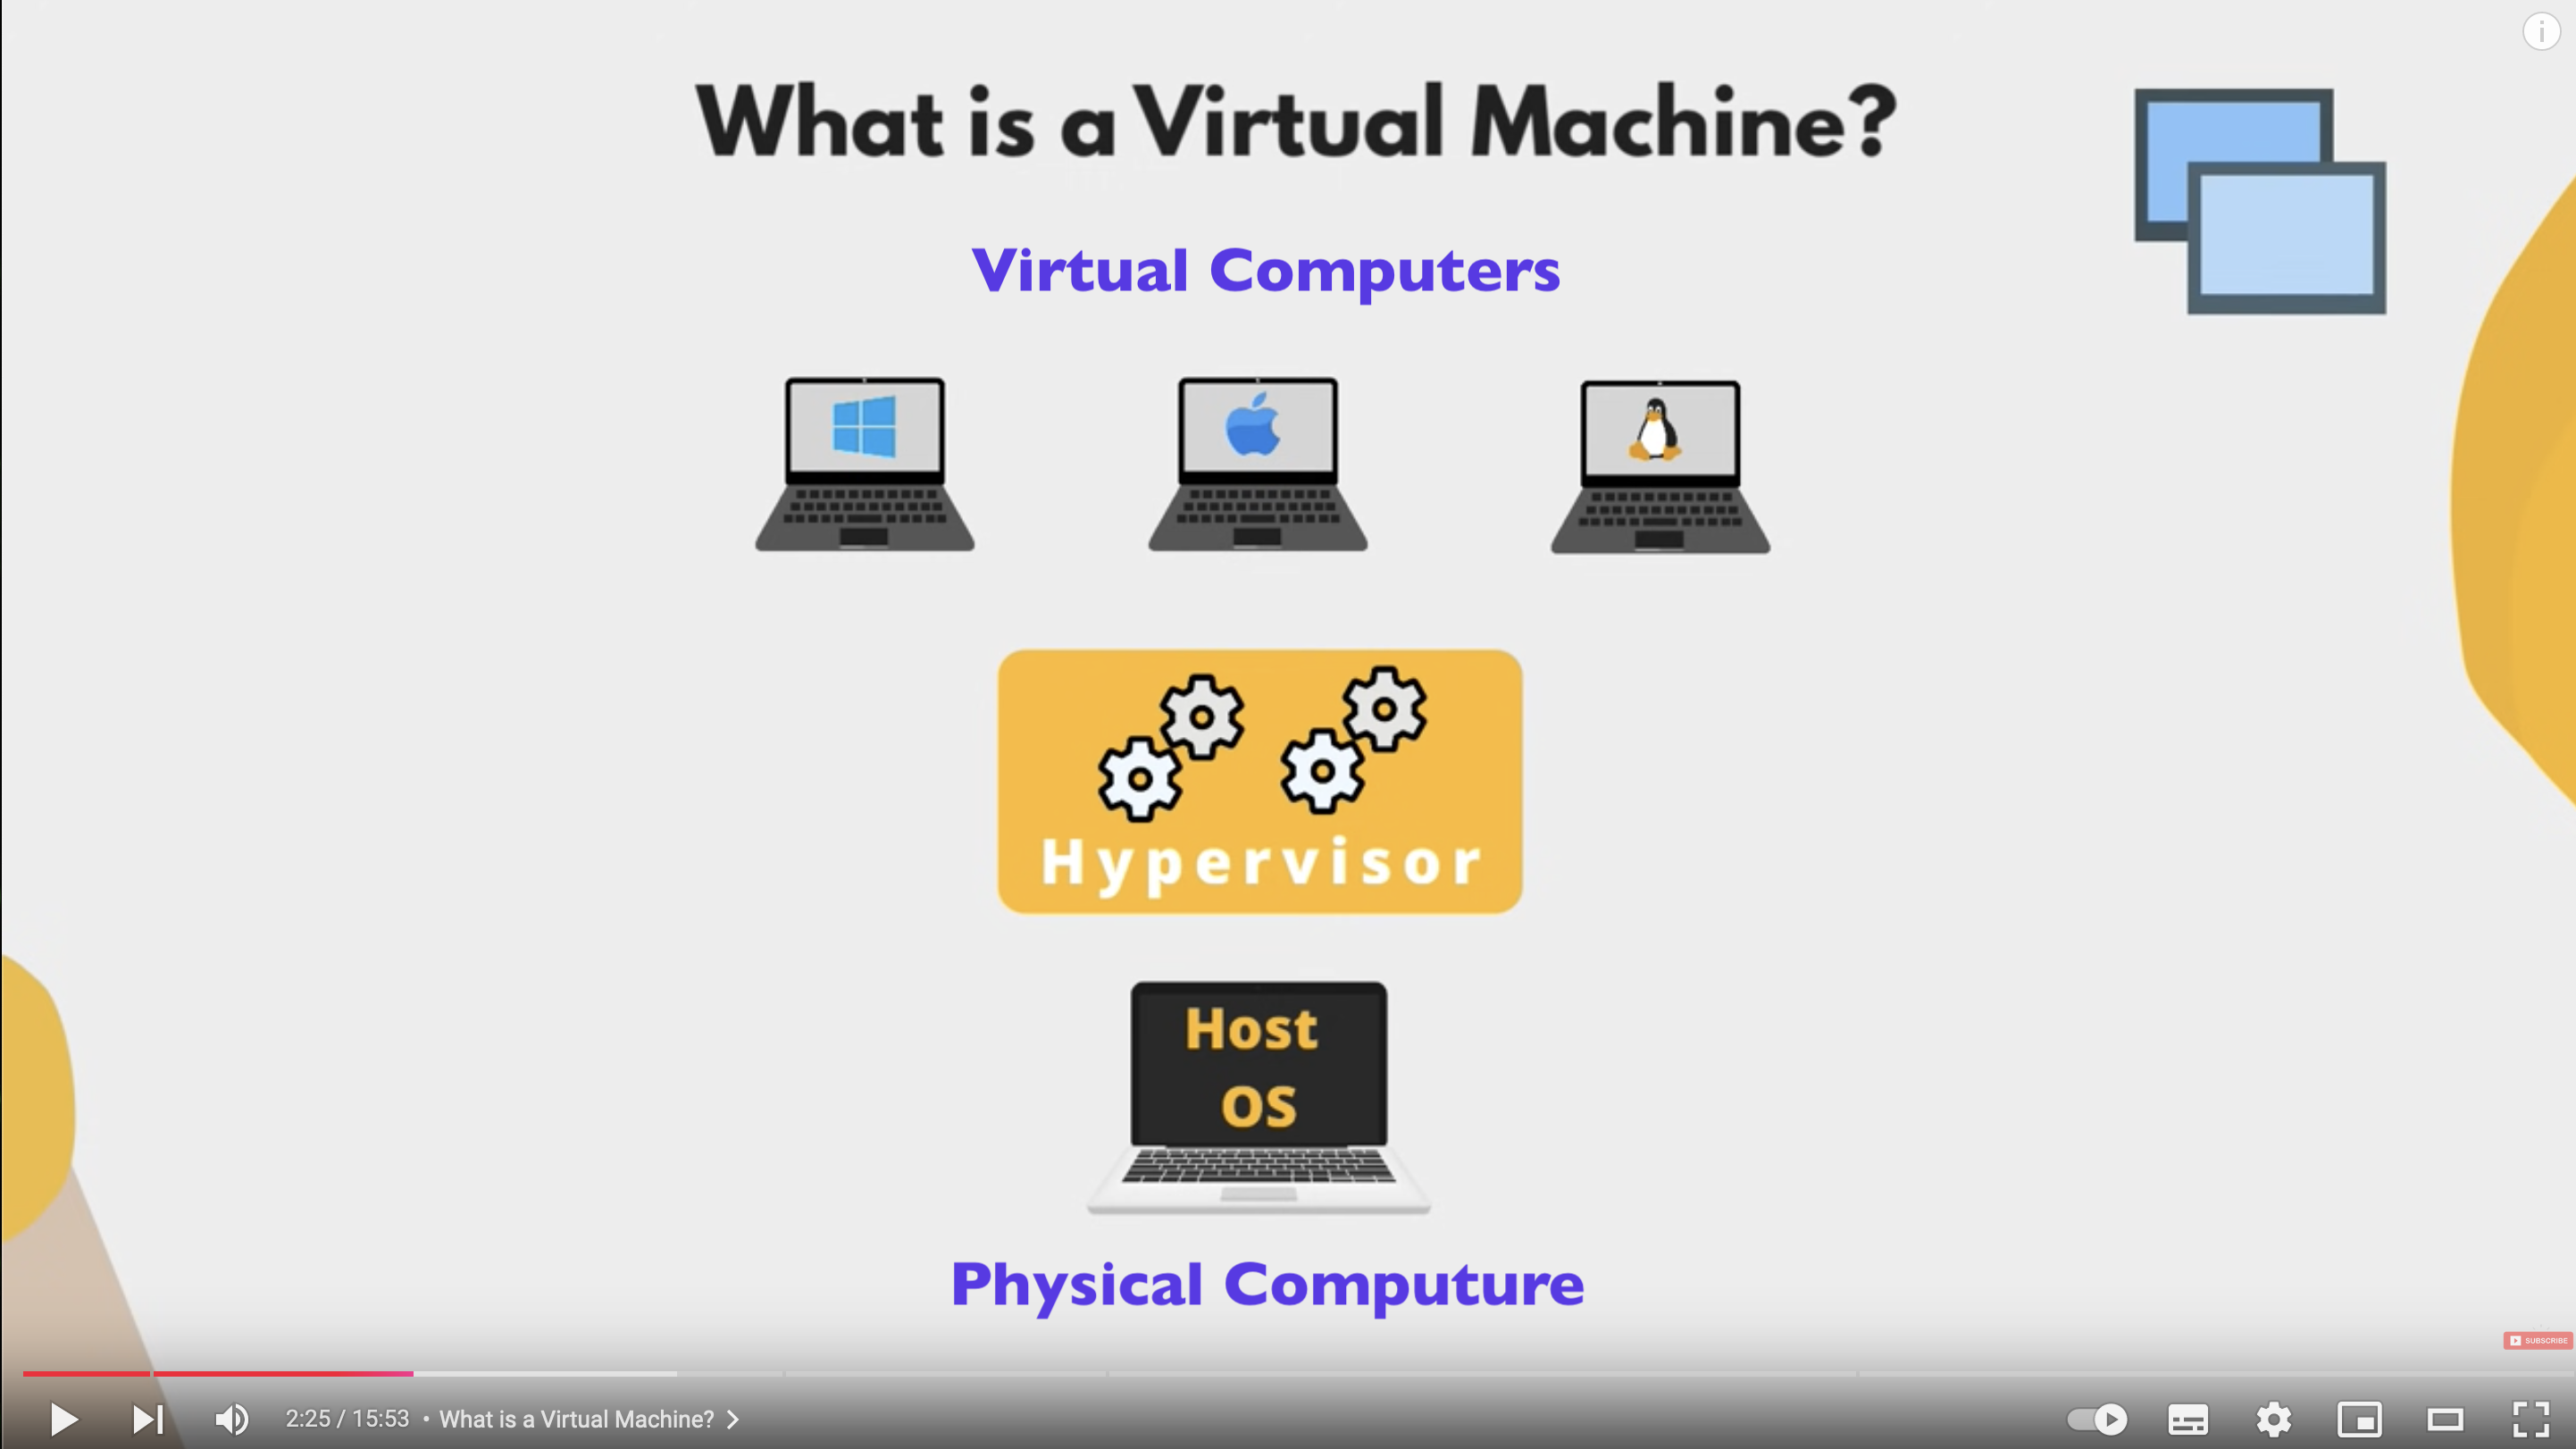 What is a Virtual Machine?
Virtual Computers
Hypervisor
Host
OS
Physical Computure
SUBSCRIBE
2:25 / 15:53 • What is a Virtual Machine?